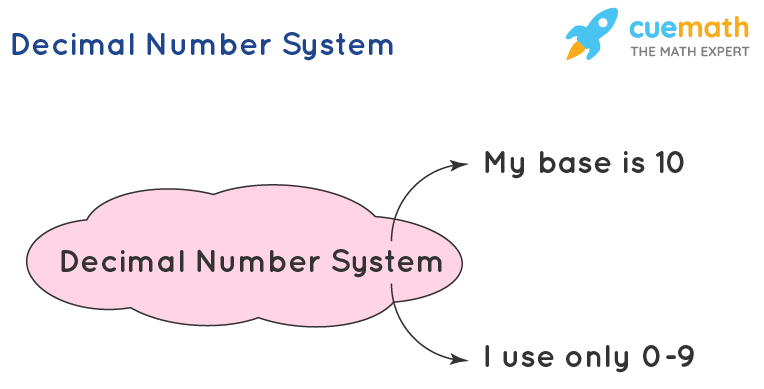 Decimal Number System
cuemath
THE MATH EXPERT
My base is 10
Decimal Number System
I use only 0-9